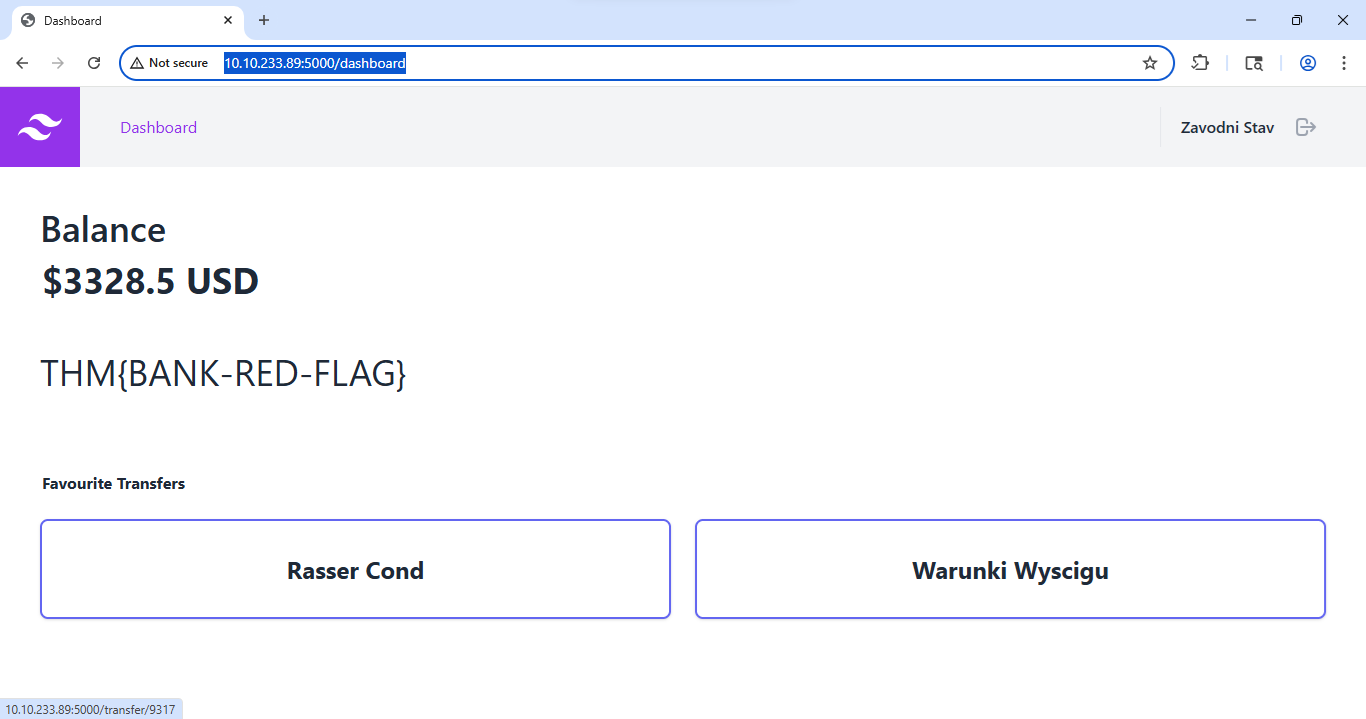 Dashboard
Not secure 10.10.233.89:5000/dashboard
Dashboard Zavodni Stav
Balance
$3328.5 USD
THM{BANK-RED-FLAG}
Favourite Transfers
Rasser Cond Warunki Wyscigu
10.10.233.89:5000/transfer/9317